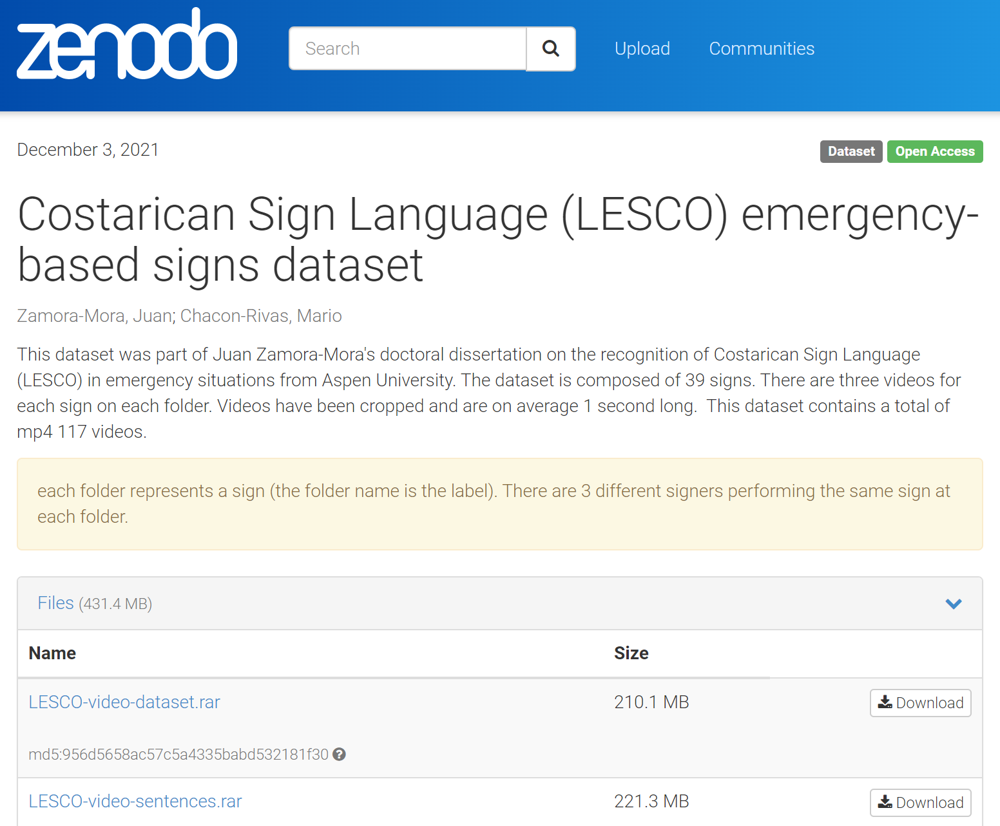 zenodo
Search
Upload
Communities
December 3, 2021
Dataset
Open Access
Costarican Sign Language (LESCO) emergency-
based signs dataset
Zamora-Mora, Juan; Chacon-Rivas, Mario
This dataset was part of Juan Zamora-Mora's doctoral dissertation on the recognition of Costarican Sign Language
(LESCO) in emergency situations from Aspen University. The dataset is composed of 39 signs. There are three videos for
each sign on each folder. Videos have been cropped and are on average 1 second long.  This dataset contains a total of
mp4 117 videos.
each folder represents a sign (the folder name is the label). There are 3 different signers performing the same sign at
each folder.
Files (431.4 MB)
Name Size
LESCO-video-dataset.rar 210.1 MB Download
md5:956d5658ac57c5a4335babd532181f30
LESCO-video-sentences.rar 221.3 MB Download